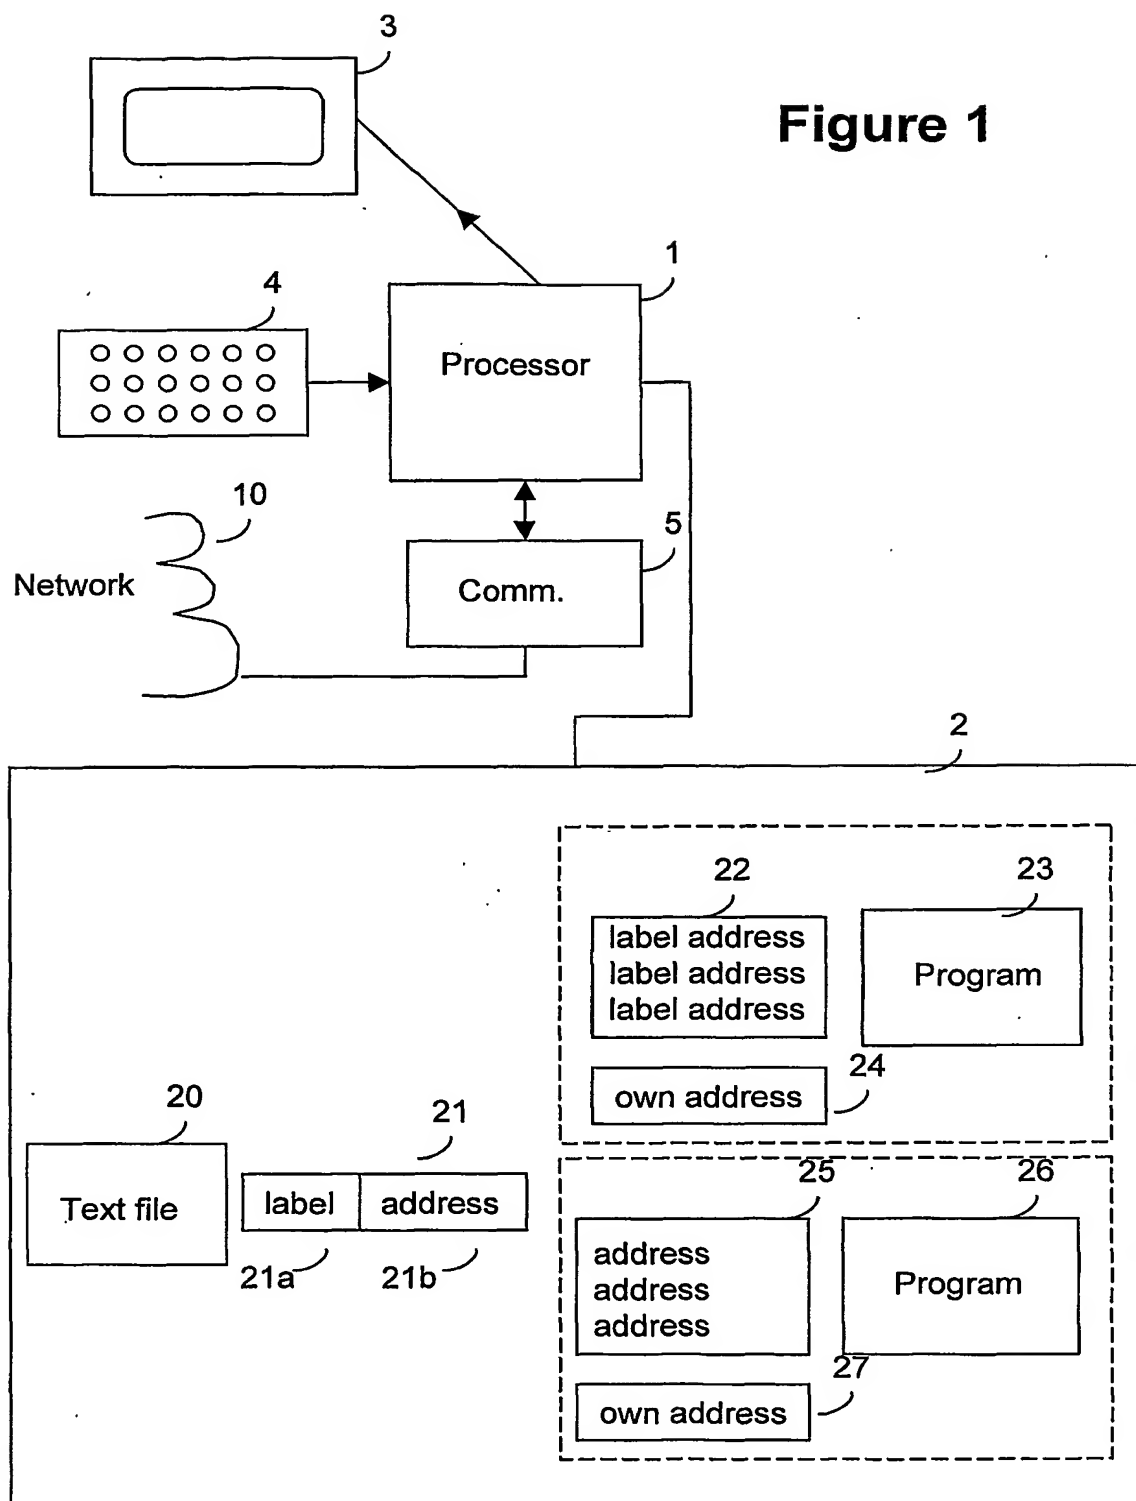 3
Figure 1
1
4
Processor
10
5
Network
Comm.
2
22
23
label address
label address
label address
Program
24
own address
20
21
25
26
Text file
label
address
21a
21b
address
address
address
Program
27
own address